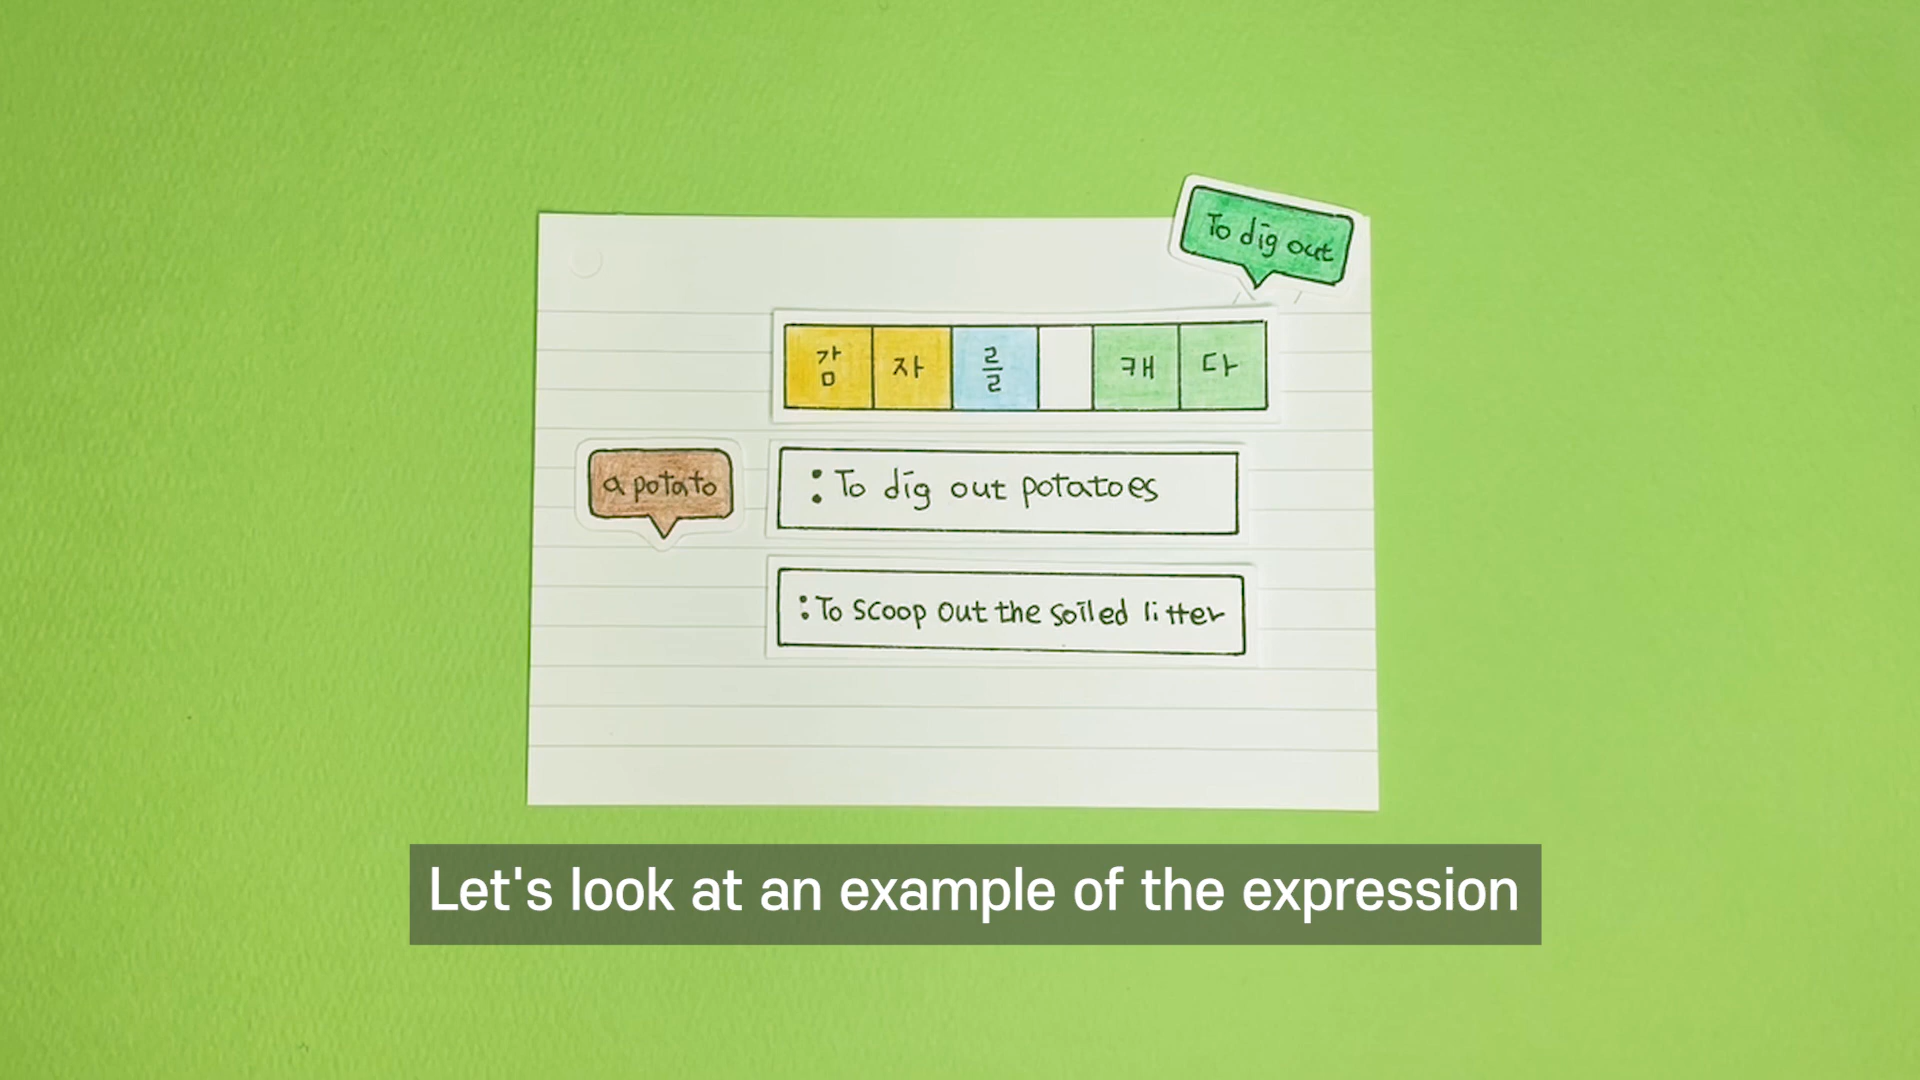 To dig out
감자를 캐다
a potato
: To dig out potatoes
: To scoop out the soiled litter
Let's look at an example of the expression